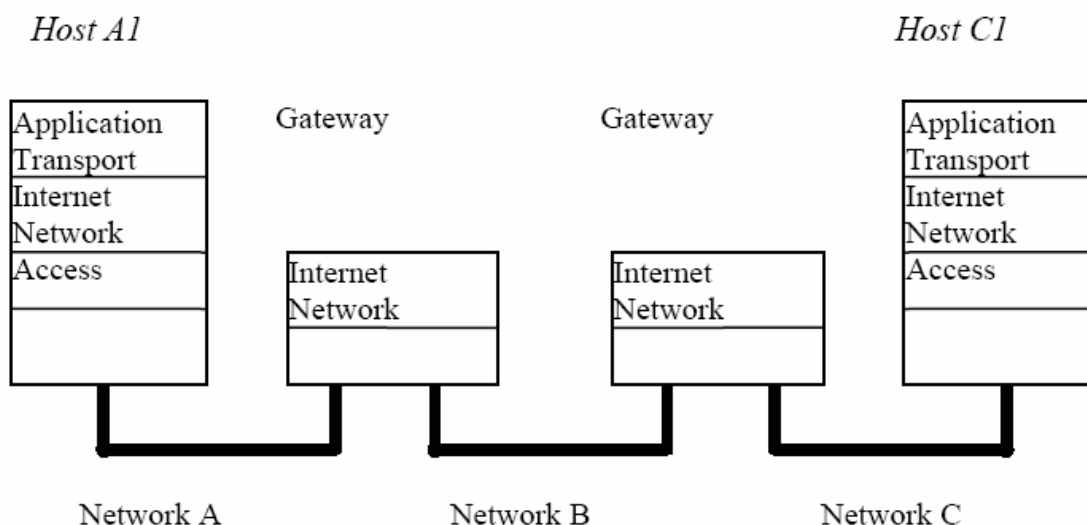 Host A1
Host C1
Application
Transport
Internet
Network
Access
Gateway
Internet
Network
Gateway
Internet
Network
Application
Transport
Internet
Network
Access
Network A
Network B
Network C